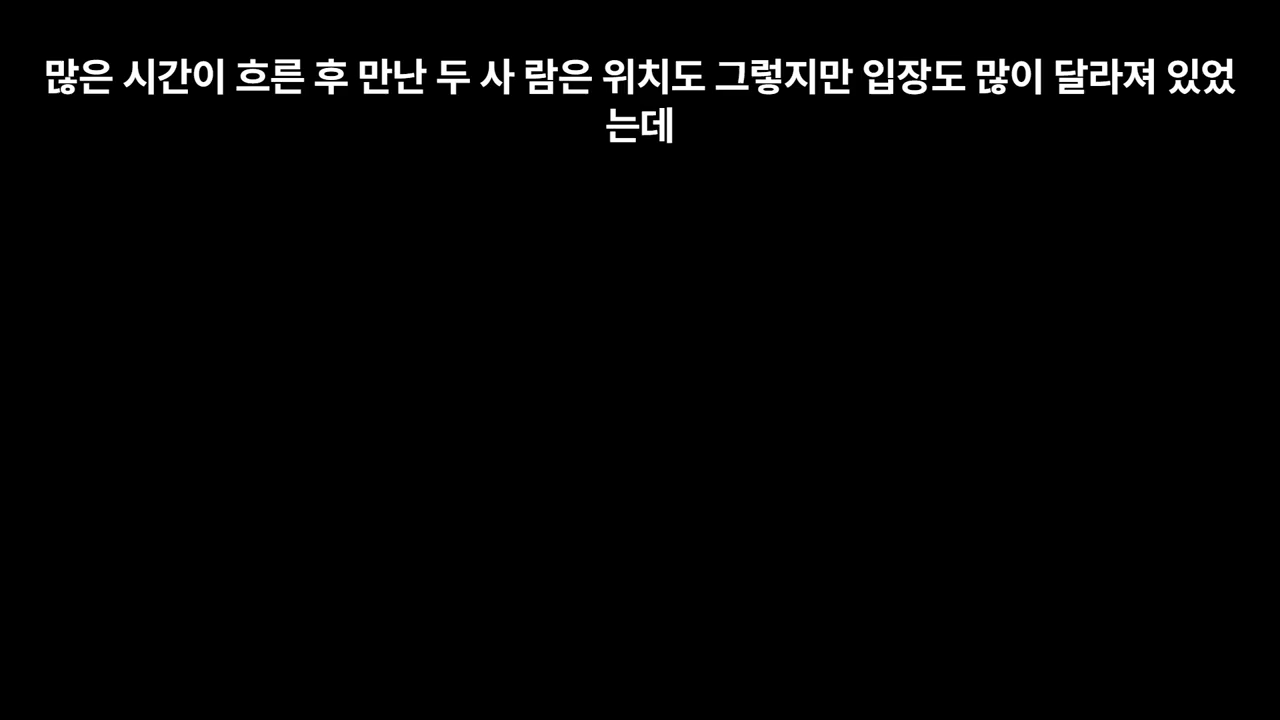 많은 시간이 흐른 후 만난 두 사 람은 위치도 그렇지만 입장도 많이 달라져 있었
는데